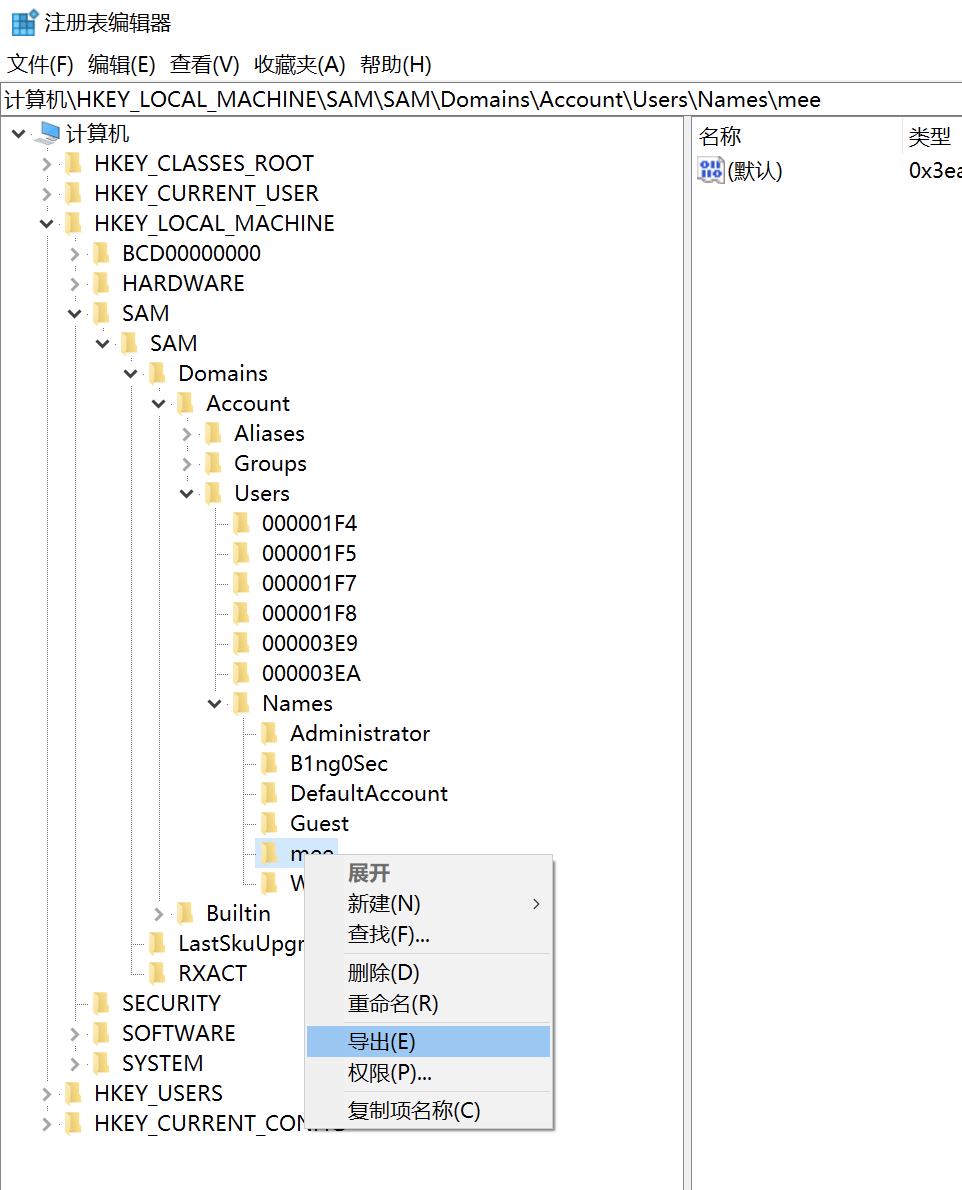 注册表编辑器
文件(F) 编辑(E) 查看(V) 收藏夹(A) 帮助(H)
计算机\HKEY_LOCAL_MACHINE\SAM\SAM\Domains\Account\Users\Names\mee
计算机
名称 类型
HKEY_CLASSES_ROOT
(默认) 0x3ea
HKEY_CURRENT_USER
HKEY_LOCAL_MACHINE
BCD00000000
HARDWARE
SAM
SAM
Domains
Account
Aliases
Groups
Users
000001F4
000001F5
000001F7
000001F8
000003E9
000003EA
Names
Administrator
B1ng0Sec
DefaultAccount
Guest
mee
展开
新建(N)
查找(F)...
Builtin
LastSkuUpgr
删除(D)
RXACT
重命名(R)
SECURITY
SOFTWARE
导出(E)
SYSTEM
权限(P)...
HKEY_USERS
复制项名称(C)
HKEY_CURRENT_CONFIG